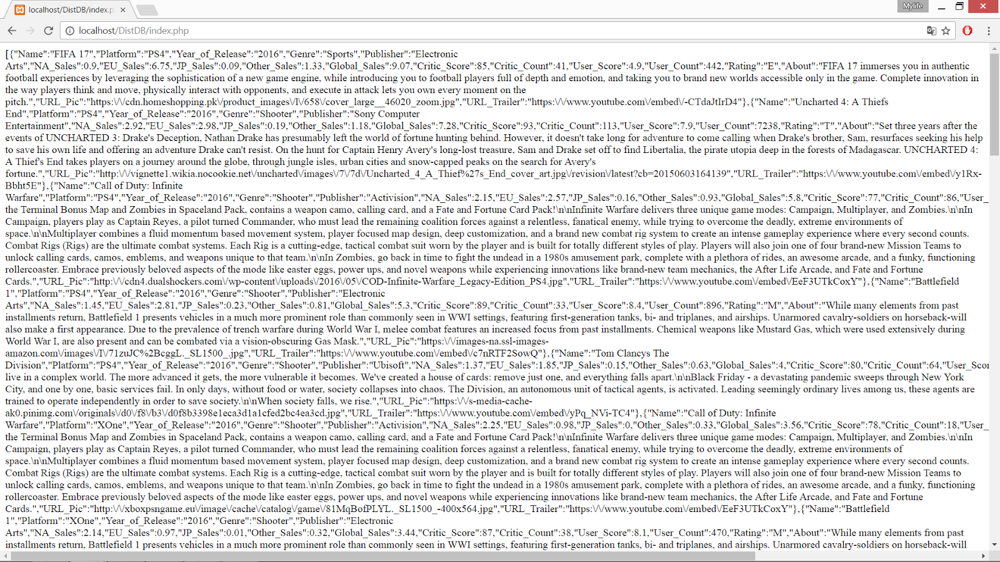 localhost/DistDB/index.p
Mylife
localhost/DistDB/index.php
[{"Name":"FIFA 17","Platform":"PS4","Year_of_Release":"2016","Genre":"Sports","Publisher":"Electronic
Arts","NA_Sales":0.9,"EU_Sales":6.75,"JP_Sales":0.09,"Other_Sales":1.33,"Global_Sales":9.07,"Critic_Score":85,"Critic_Count":41,"User_Score":4.9,"User_Count":442,"Rating":"E","About":"FIFA 17 immerses you in authentic
football experiences by leveraging the sophistication of a new game engine, while introducing you to football players full of depth and emotion, and taking you to brand new worlds accessible only in the game. Complete innovation in
the way players think and move, physically interact with opponents, and execute in attack lets you own every moment on the
pitch.","URL_Pic":"https:\/\/cdn.homeshopping.pk\/product_images\/l\/658\/cover_large__46020_zoom.jpg","URL_Trailer":"https:\/\/www.youtube.com\/embed\/-CTdaJtIrD4"},{"Name":"Uncharted 4: A Thiefs
End","Platform":"PS4","Year_of_Release":"2016","Genre":"Shooter","Publisher":"Sony Computer
Entertainment","NA_Sales":2.92,"EU_Sales":2.98,"JP_Sales":0.19,"Other_Sales":1.18,"Global_Sales":7.28,"Critic_Score":93,"Critic_Count":113,"User_Score":7.9,"User_Count":7238,"Rating":"T","About":"Set three years after the
events of UNCHARTED 3: Drake's Deception, Nathan Drake has presumably left the world of fortune hunting behind. However, it doesn't take long for adventure to come calling when Drake's brother, Sam, resurfaces seeking his help
to save his own life and offering an adventure Drake can't resist. On the hunt for Captain Henry Avery's long-lost treasure, Sam and Drake set off to find Libertalia, the pirate utopia deep in the forests of Madagascar. UNCHARTED 4:
A Thief's End takes players on a journey around the globe, through jungle isles, urban cities and snow-capped peaks on the search for Avery's
fortune.","URL_Pic":"http:\/\/vignette1.wikia.nocookie.net\/uncharted\/images\/7\/7d\/Uncharted_4_A_Thief%27s_End_cover_art.jpg\/revision\/latest?cb=20150603164139","URL_Trailer":"https:\/\/www.youtube.com\/embed\/y1Rx-
Bbht5E"},{"Name":"Call of Duty: Infinite
Warfare","Platform":"PS4","Year_of_Release":"2016","Genre":"Shooter","Publisher":"Activision","NA_Sales":2.15,"EU_Sales":2.57,"JP_Sales":0.16,"Other_Sales":0.93,"Global_Sales":5.8,"Critic_Score":77,"Critic_Count":86,"User_
the Terminal Bonus Map and Zombies in Spaceland Pack, contains a weapon camo, calling card, and a Fate and Fortune Card Pack!\n\nInfinite Warfare delivers three unique game modes: Campaign, Multiplayer, and Zombies.\n\nIn
Campaign, players play as Captain Reyes, a pilot turned Commander, who must lead the remaining coalition forces against a relentless, fanatical enemy, while trying to overcome the deadly, extreme environments of
space.\n\nMultiplayer combines a fluid momentum based movement system, player focused map design, deep customization, and a brand new combat rig system to create an intense gameplay experience where every second counts.
Combat Rigs (Rigs) are the ultimate combat systems. Each Rig is a cutting-edge, tactical combat suit worn by the player and is built for totally different styles of play. Players will also join one of four brand-new Mission Teams to
unlock calling cards, camos, emblems, and weapons unique to that team.\n\nIn Zombies, go back in time to fight the undead in a 1980s amusement park, complete with a plethora of rides, an awesome arcade, and a funky, functioning
rollercoaster. Embrace previously beloved aspects of the mode like easter eggs, power ups, and novel weapons while experiencing innovations like brand-new team mechanics, the After Life Arcade, and Fate and Fortune
Cards.","URL_Pic":"http:\/\/cdn4.dualshockers.com\/wp-content\/uploads\/2016\/05\/COD-Infinite-Warfare_Legacy-Edition_PS4.jpg","URL_Trailer":"https:\/\/www.youtube.com\/embed\/EeF3UTkCoxY"},{"Name":"Battlefield
1","Platform":"PS4","Year_of_Release":"2016","Genre":"Shooter","Publisher":"Electronic
Arts","NA_Sales":1.45,"EU_Sales":2.81,"JP_Sales":0.23,"Other_Sales":0.81,"Global_Sales":5.3,"Critic_Score":89,"Critic_Count":33,"User_Score":8.4,"User_Count":896,"Rating":"M","About":"While many elements from past
installments return, Battlefield 1 presents vehicles in a much more prominent role than commonly seen in WWI settings, featuring first-generation tanks, bi- and triplanes, and airships. Unarmored cavalry-soldiers on horseback-will
also make a first appearance. Due to the prevalence of trench warfare during World War I, melee combat features an increased focus from past installments. Chemical weapons like Mustard Gas, which were used extensively during
World War I, are also present and can be combated via a vision-obscuring Gas Mask.","URL_Pic":"https:\/\/images-na.ssl-images-
amazon.com\/images\/I\/71zuJC%2BcggL._SL1500_.jpg","URL_Trailer":"https:\/\/www.youtube.com\/embed\/c7nRTF2SowQ"},{"Name":"Tom Clancys The
Division","Platform":"PS4","Year_of_Release":"2016","Genre":"Shooter","Publisher":"Ubisoft","NA_Sales":1.37,"EU_Sales":1.85,"JP_Sales":0.15,"Other_Sales":0.63,"Global_Sales":4,"Critic_Score":80,"Critic_Count":64,"User_Scor
live in a complex world. The more advanced it gets, the more vulnerable it becomes. We've created a house of cards: remove just one, and everything falls apart.\n\nBlack Friday - a devastating pandemic sweeps through New York
City, and one by one, basic services fail. In only days, without food or water, society collapses into chaos. The Division, an autonomous unit of tactical agents, is activated. Leading seemingly ordinary lives among us, these agents are
trained to operate independently in order to save society.\n\nWhen society falls, we rise.","URL_Pic":"https:\/\/s-media-cache-
ak0.pinimg.com\/originals\/d0\/f8\/b3\/d0f8b3398e1eca3d1a1cfed2bc4ea3cd.jpg","URL_Trailer":"https:\/\/www.youtube.com\/embed\/yPq_NVi-TC4"},{"Name":"Call of Duty: Infinite
Warfare","Platform":"XOne","Year_of_Release":"2016","Genre":"Shooter","Publisher":"Activision","NA_Sales":2.25,"EU_Sales":0.98,"JP_Sales":0,"Other_Sales":0.33,"Global_Sales":3.56,"Critic_Score":78,"Critic_Count":18,"User_
the Terminal Bonus Map and Zombies in Spaceland Pack, contains a weapon camo, calling card, and a Fate and Fortune Card Pack!\n\nInfinite Warfare delivers three unique game modes: Campaign, Multiplayer, and Zombies.\n\nIn
Campaign, players play as Captain Reyes, a pilot turned Commander, who must lead the remaining coalition forces against a relentless, fanatical enemy, while trying to overcome the deadly, extreme environments of
space.\n\nMultiplayer combines a fluid momentum based movement system, player focused map design, deep customization, and a brand new combat rig system to create an intense gameplay experience where every second counts.
Combat Rigs (Rigs) are the ultimate combat systems. Each Rig is a cutting-edge, tactical combat suit worn by the player and is built for totally different styles of play. Players will also join one of four brand-new Mission Teams to
unlock calling cards, camos, emblems, and weapons unique to that team.\n\nIn Zombies, go back in time to fight the undead in a 1980s amusement park, complete with a plethora of rides, an awesome arcade, and a funky, functioning
rollercoaster. Embrace previously beloved aspects of the mode like easter eggs, power ups, and novel weapons while experiencing innovations like brand-new team mechanics, the After Life Arcade, and Fate and Fortune
Cards.","URL_Pic":"http:\/\/xboxpsngame.eu\/image\/cache\/catalog\/game\/81MqBofPLYL._SL1500_-400x564.jpg","URL_Trailer":"https:\/\/www.youtube.com\/embed\/EeF3UTkCoxY"},{"Name":"Battlefield
1","Platform":"XOne","Year_of_Release":"2016","Genre":"Shooter","Publisher":"Electronic
Arts","NA_Sales":2.14,"EU_Sales":0.97,"JP_Sales":0.01,"Other_Sales":0.32,"Global_Sales":3.44,"Critic_Score":87,"Critic_Count":38,"User_Score":8.1,"User_Count":470,"Rating":"M","About":"While many elements from past
installments return, Battlefield 1 presents vehicles in a much more prominent role than commonly seen in WWI settings, featuring first-generation tanks, bi- and triplanes, and airships. Unarmored cavalry-soldiers on horseback-will